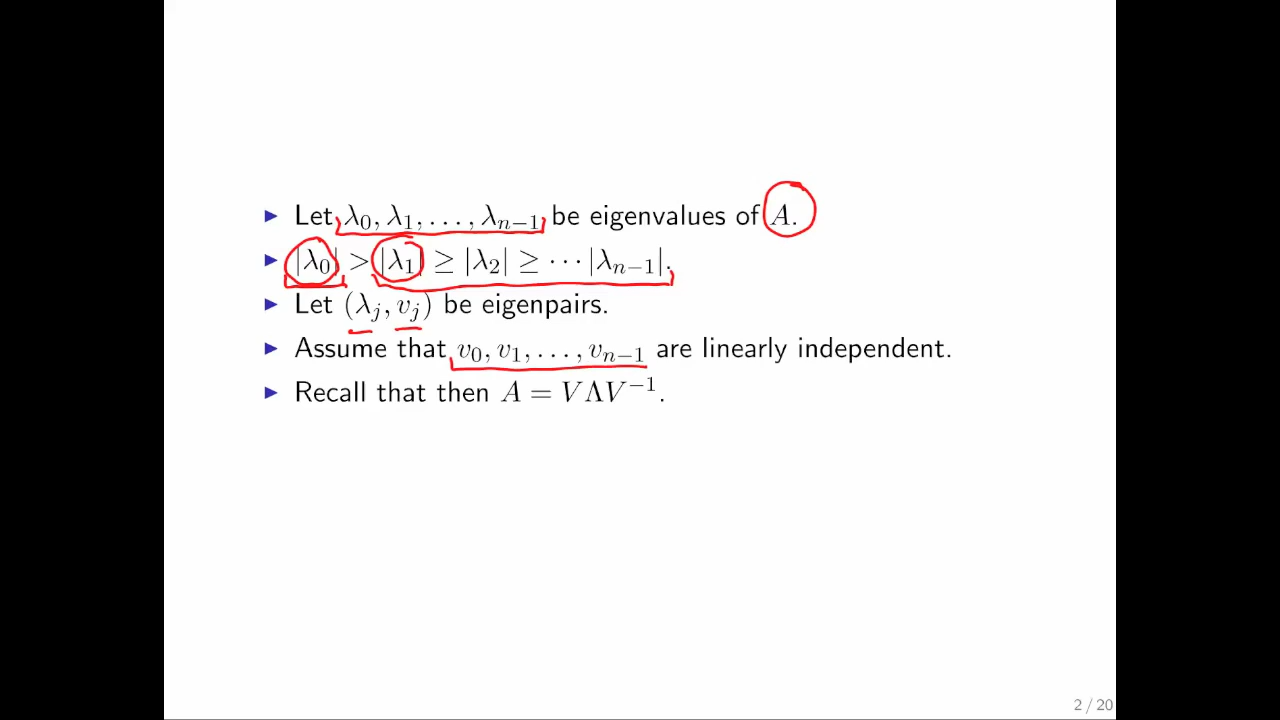 ▶ Let λ₀, λ₁, . . . , λₙ₋₁ be eigenvalues of A.
▶ |λ₀| > |λ₁| ≥ |λ₂| ≥ ⋯ |λₙ₋₁|.
▶ Let (λⱼ, vⱼ) be eigenpairs.
▶ Assume that v₀, v₁, . . . , vₙ₋₁ are linearly independent.
▶ Recall that then A = VΛV⁻¹.
2 / 20